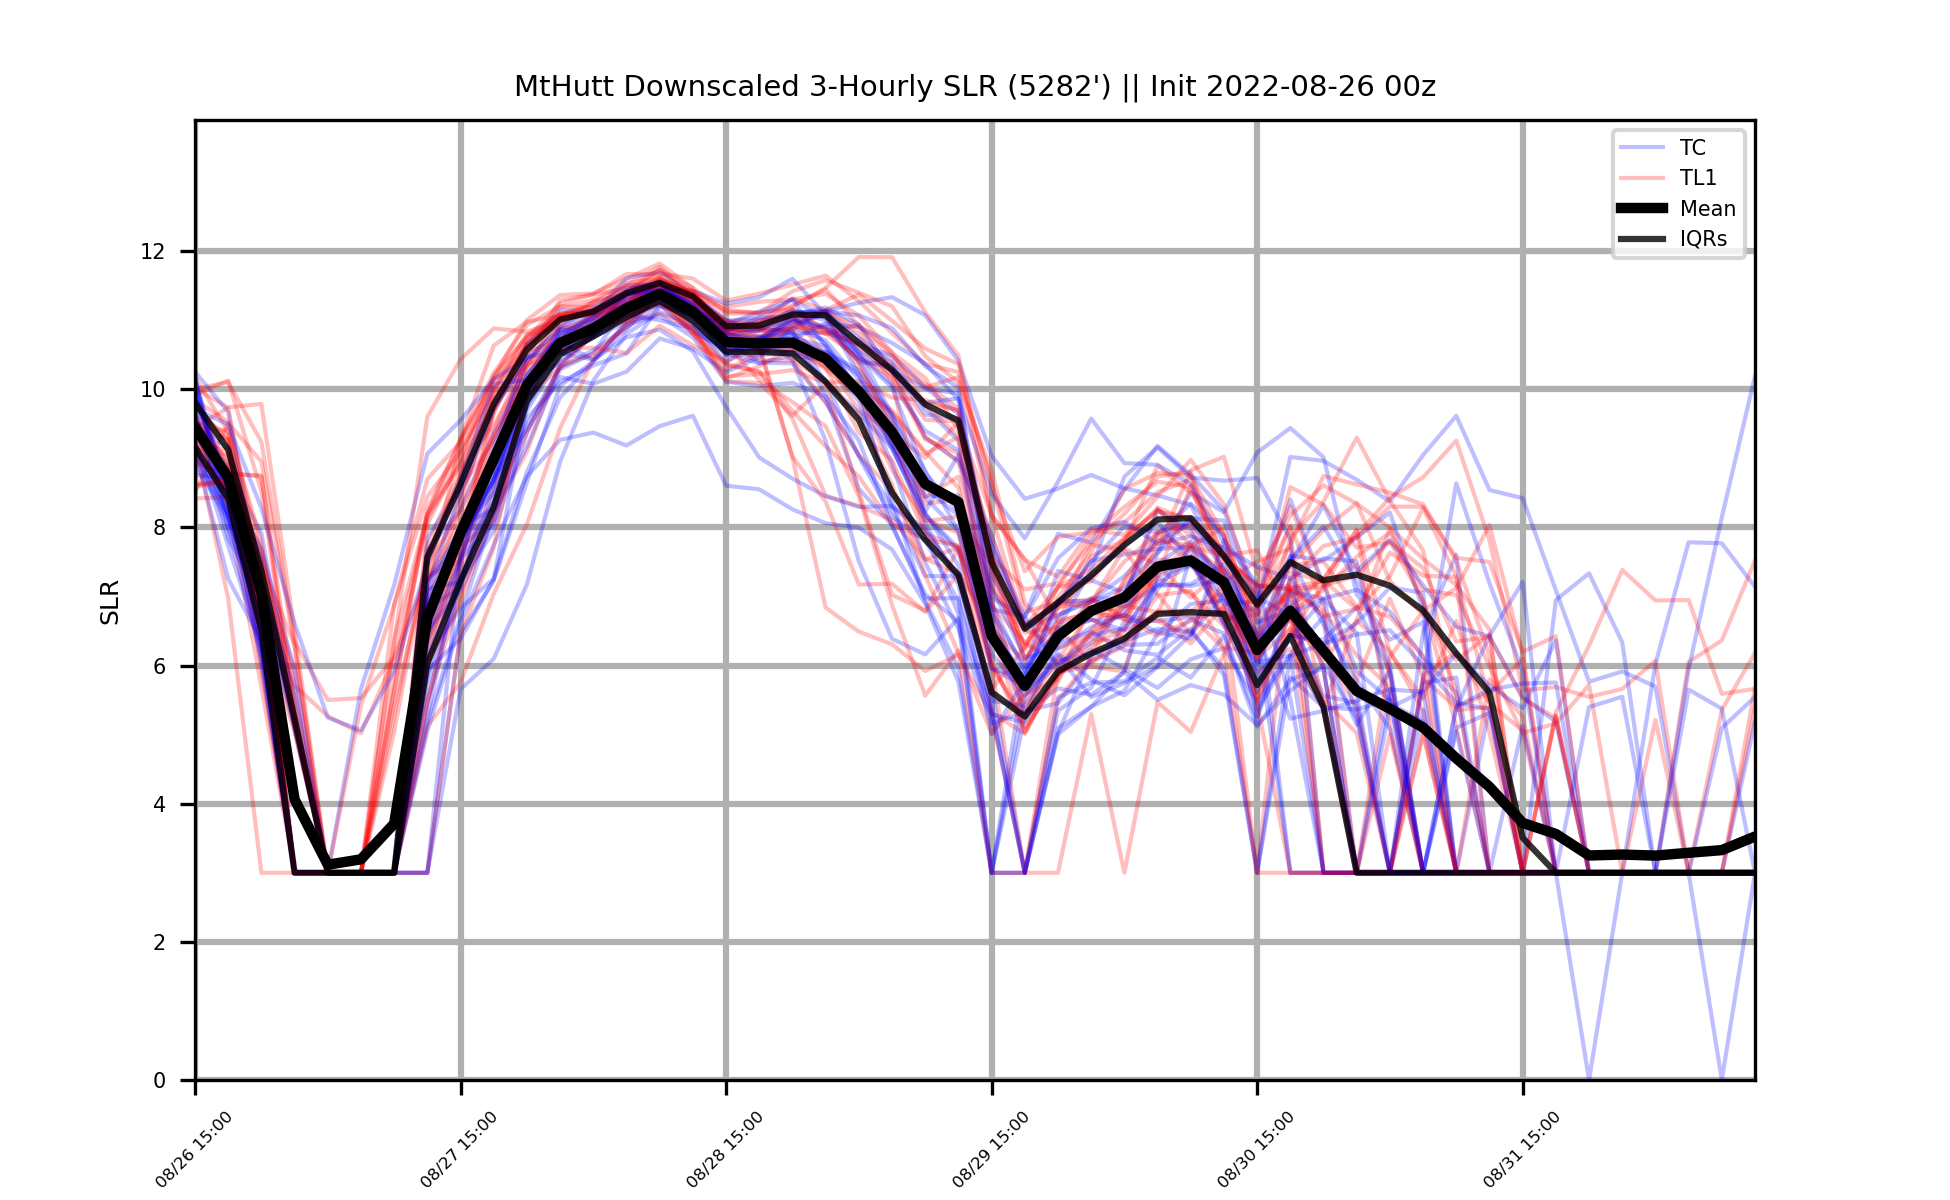 MtHutt Downscaled 3-Hourly SLR (5282') || Init 2022-08-26 00z
TC
TL1
Mean
IQRs
SLR
12
10
8
6
4
2
0
08/26 15:00
08/27 15:00
08/28 15:00
08/29 15:00
08/30 15:00
08/31 15:00